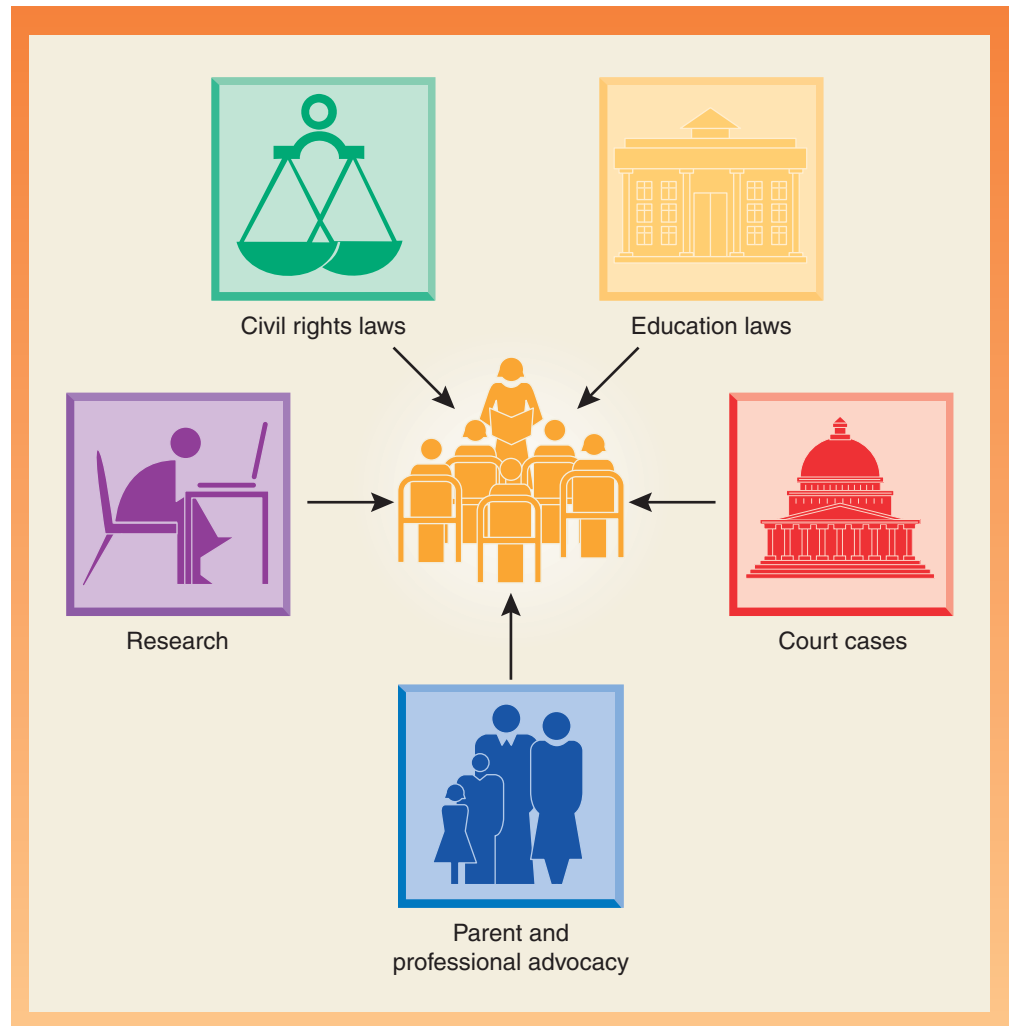 Civil rights laws
Education laws
Research
Court cases
Parent and
professional advocacy